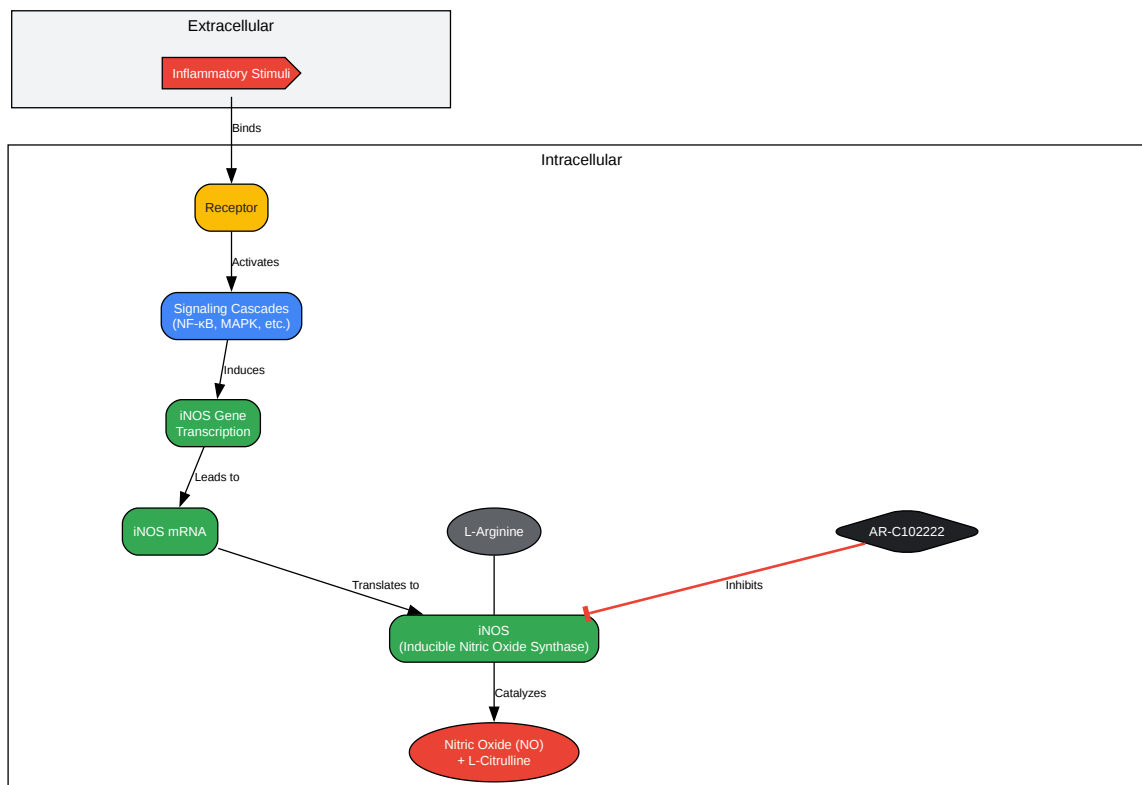 Extracellular
Inflammatory Stimuli
Binds
Intracellular
Receptor
Activates
Signaling Cascades
(NF-κB, MAPK, etc.)
Induces
iNOS Gene
Transcription
Leads to
iNOS mRNA
L-Arginine
AR-C102222
Translates to
Inhibits
iNOS
(Inducible Nitric Oxide Synthase)
Catalyzes
Nitric Oxide (NO)
+ L-Citrulline